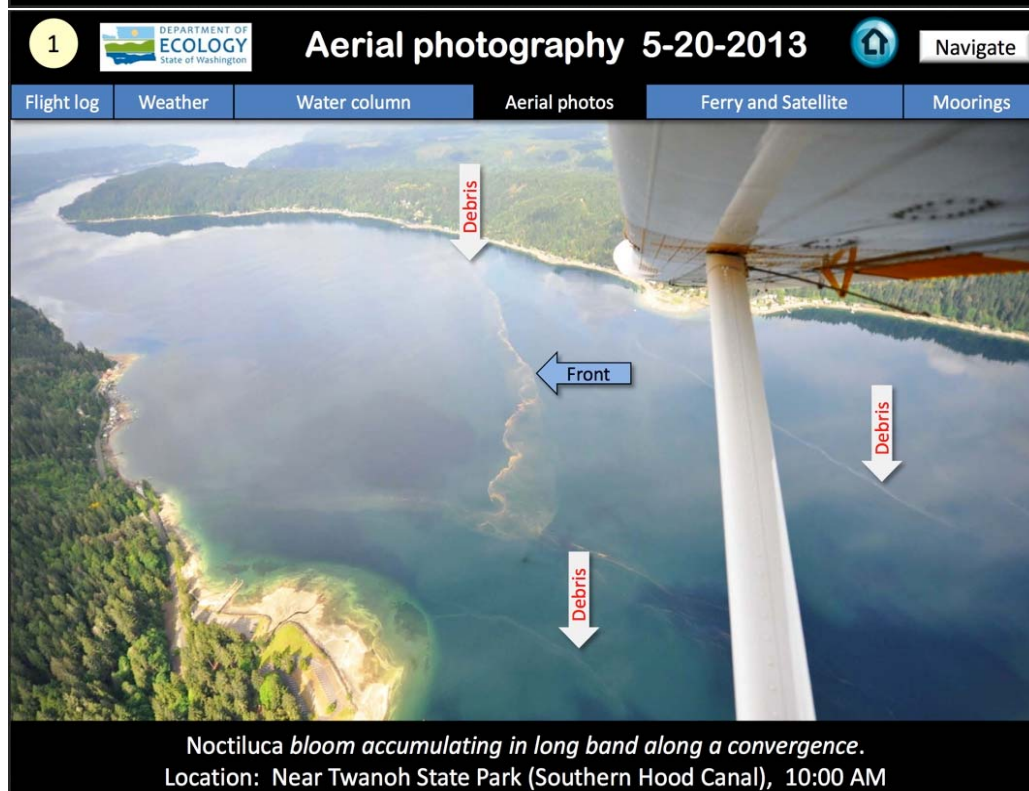 1
DEPARTMENT OF
ECOLOGY
State of Washington
Aerial photography 5-20-2013
Navigate
Flight log
Weather
Water column
Aerial photos
Ferry and Satellite
Moorings
Debris
Front
Debris
Debris
Noctiluca bloom accumulating in long band along a convergence.
Location: Near Twanoh State Park (Southern Hood Canal), 10:00 AM